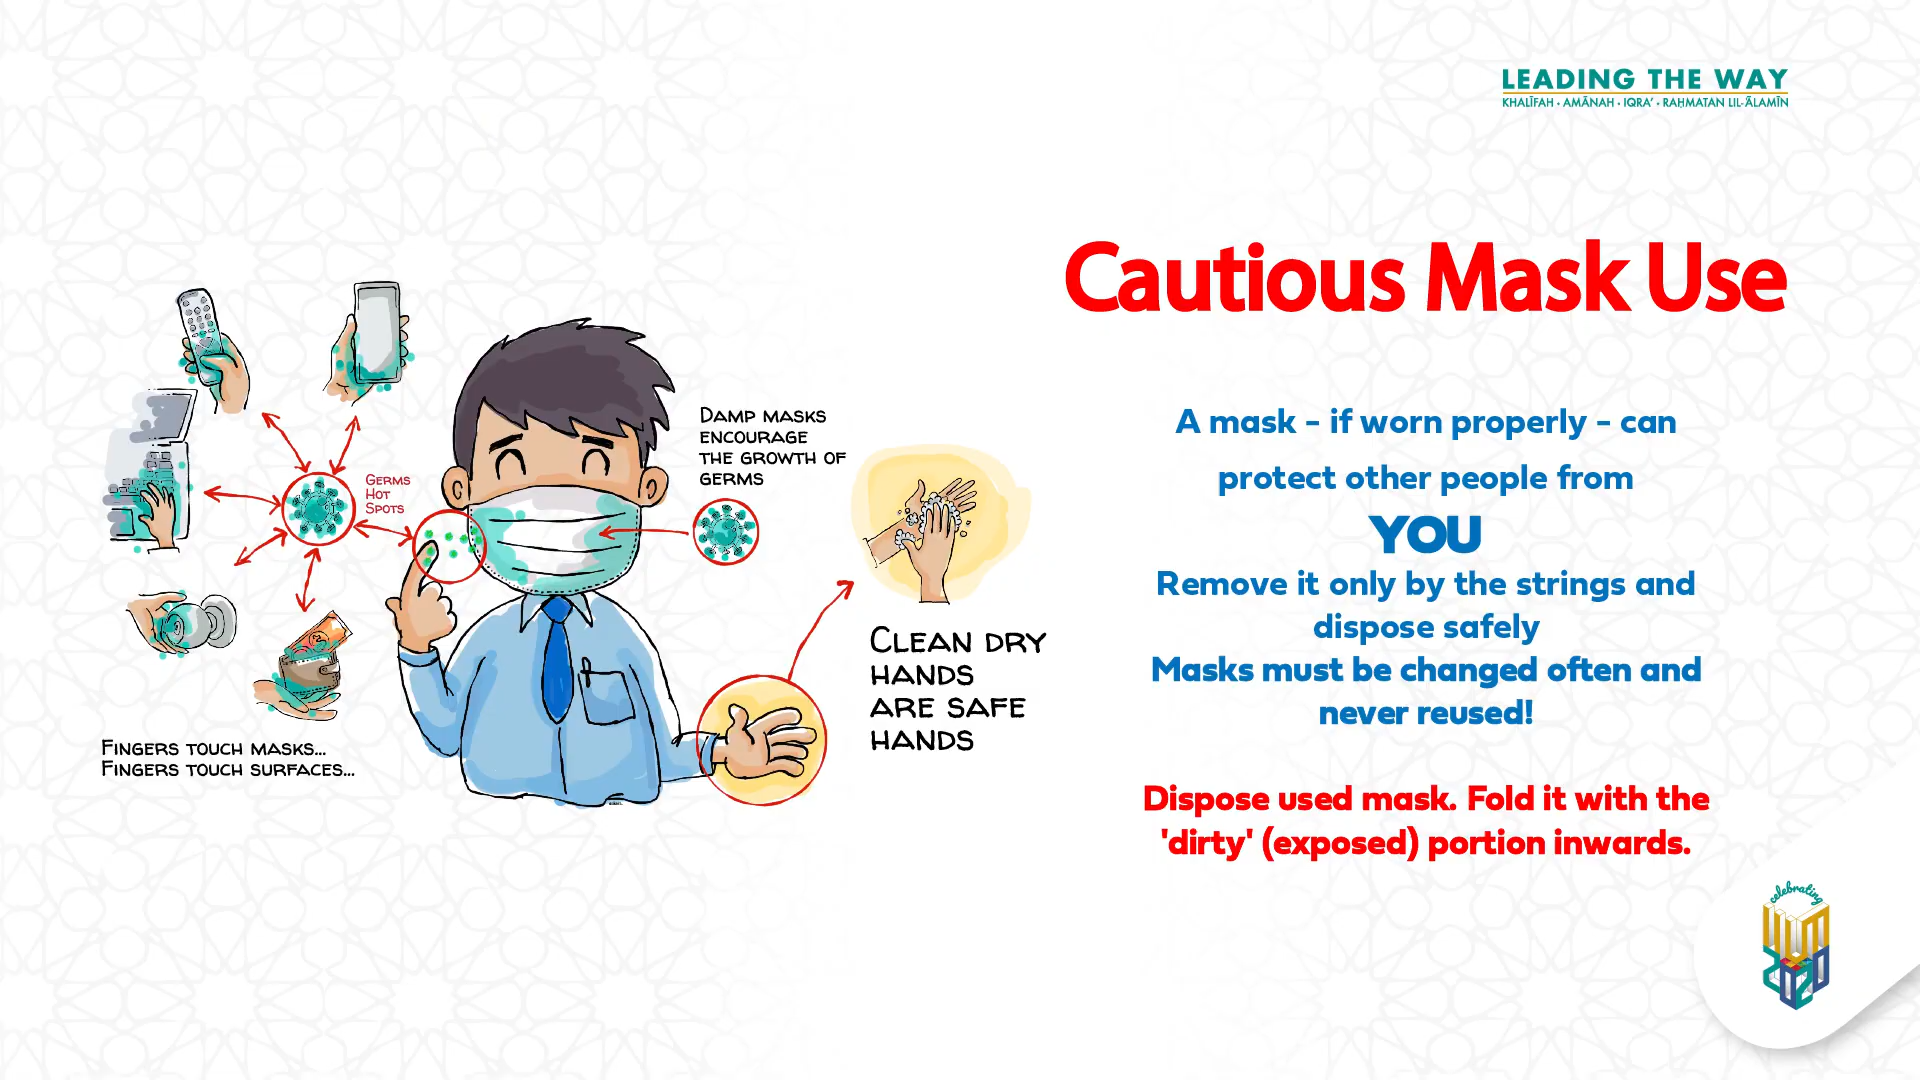 LEADING THE WAY
KHALĪFAH • AMĀNAH • IQRA' • RAḤMATAN LIL-ĀLAMĪN
Cautious Mask Use
A mask - if worn properly - can
protect other people from
YOU
Remove it only by the strings and
dispose safely
Masks must be changed often and
never reused!
Dispose used mask. Fold it with the
'dirty' (exposed) portion inwards.
DAMP MASKS
ENCOURAGE
THE GROWTH OF
GERMS
GERMS
HOT
SPOTS
CLEAN DRY
HANDS
ARE SAFE
HANDS
FINGERS TOUCH MASKS...
FINGERS TOUCH SURFACES...
celebrating
IIUM
2020